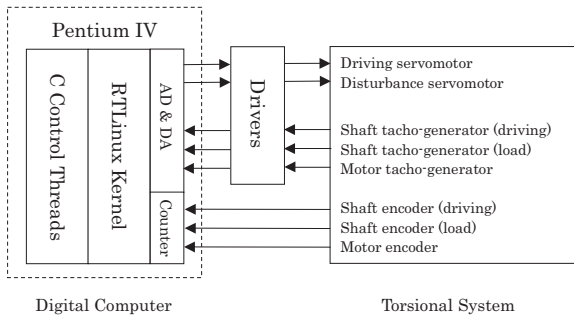 Pentium IV
C Control Threads
RTLinux Kernel
AD & DA
Counter
Drivers
Driving servomotor
Disturbance servomotor
Shaft tacho-generator (driving)
Shaft tacho-generator (load)
Motor tacho-generator
Shaft encoder (driving)
Shaft encoder (load)
Motor encoder
Digital Computer
Torsional System